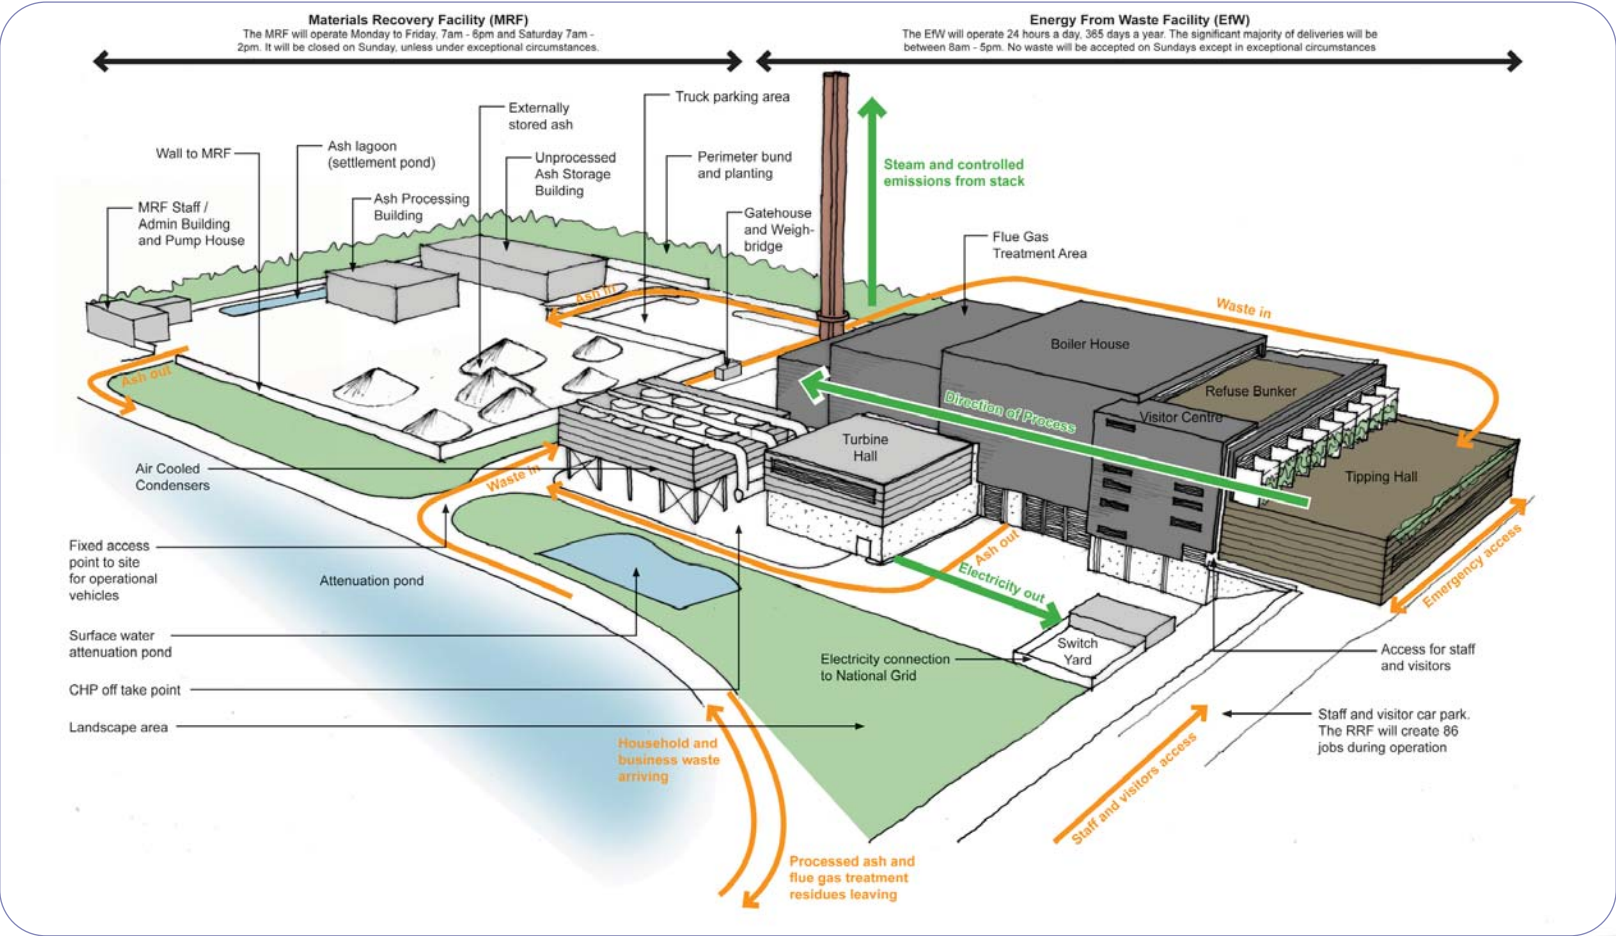 Materials Recovery Facility (MRF)
The MRF will operate Monday to Friday, 7am - 6pm and Saturday 7am -
2pm. It will be closed on Sunday, unless under exceptional circumstances.
Energy From Waste Facility (EfW)
The EfW will operate 24 hours a day, 365 days a year. The significant majority of deliveries will be
between 8am - 5pm. No waste will be accepted on Sundays except in exceptional circumstances
Truck parking area
Externally
stored ash
Wall to MRF
Ash lagoon
(settlement pond)
Unprocessed
Ash Storage
Building
Perimeter bund
and planting
Steam and controlled
emissions from stack
MRF Staff /
Admin Building
and Pump House
Ash Processing
Building
Gatehouse
and Weigh-
bridge
Flue Gas
Treatment Area
Ash in
Waste in
Boiler House
Ash out
Refuse Bunker
Direction of Process
Visitor Centre
Turbine
Hall
Air Cooled
Condensers
Waste in
Tipping Hall
Fixed access
point to site
for operational
vehicles
Attenuation pond
Ash out
Electricity out
Emergency access
Surface water
attenuation pond
Switch
Yard
Electricity connection
to National Grid
Access for staff
and visitors
CHP off take point
Landscape area
Staff and visitor car park.
The RRF will create 86
jobs during operation
Household and
business waste
arriving
Staff and visitors access
Processed ash and
flue gas treatment
residues leaving